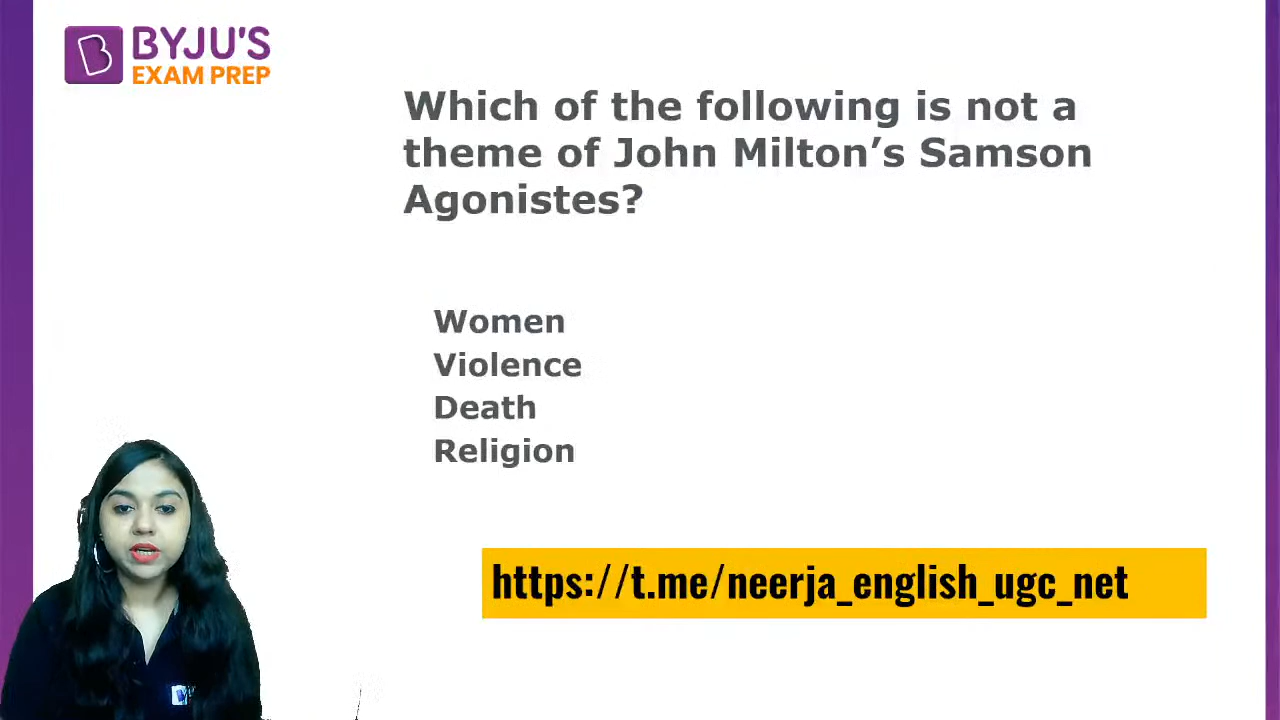 BYJU'S
EXAM PREP
Which of the following is not a
theme of John Milton’s Samson
Agonistes?
Women
Violence
Death
Religion
https://t.me/neerja_english_ugc_net